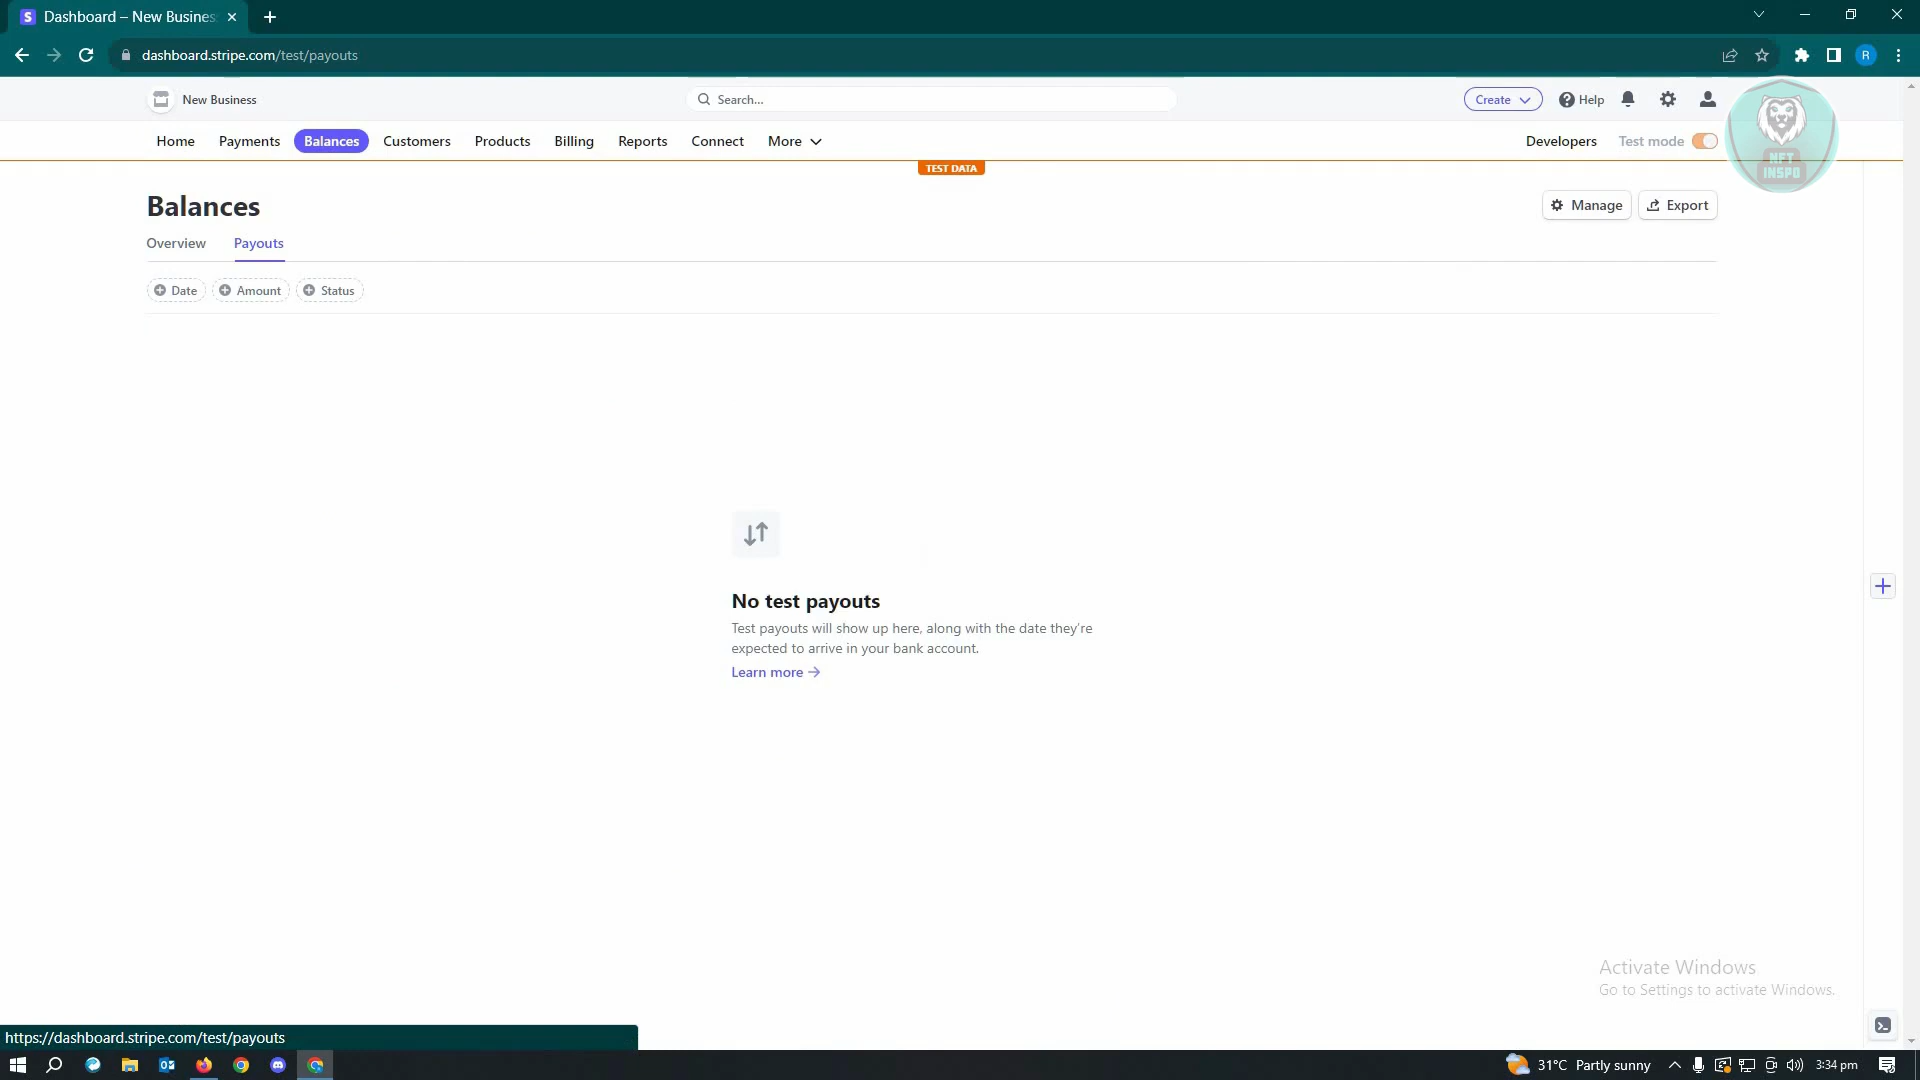 Dashboard – New Busines
dashboard.stripe.com/test/payouts
R
New Business
Search...
Create
Help
Home
Payments
Balances
Customers
Products
Billing
Reports
Connect
More
Developers
Test mode
NFT
INSPO
TEST DATA
Balances
Manage
Export
Overview
Payouts
Date
Amount
Status
No test payouts
Test payouts will show up here, along with the date they're
expected to arrive in your bank account.
Learn more →
Activate Windows
Go to Settings to activate Windows.
https://dashboard.stripe.com/test/payouts
31°C Partly sunny
3:34 pm